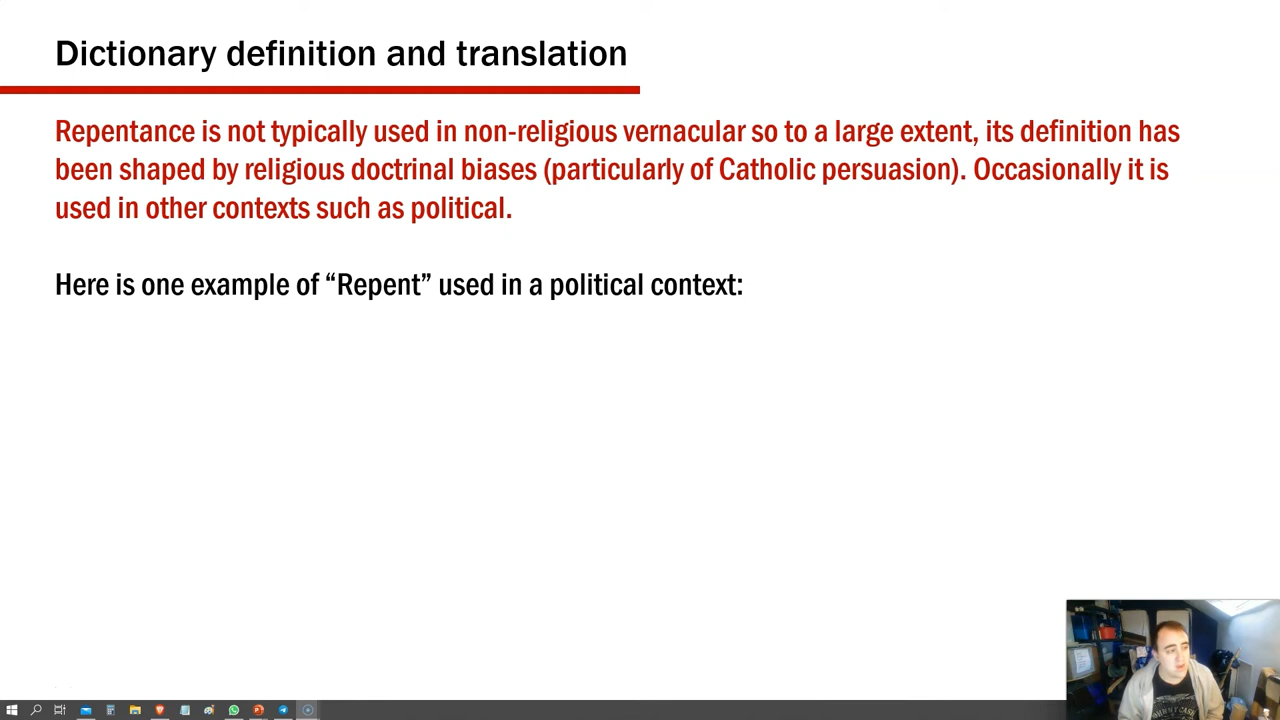 Dictionary definition and translation
Repentance is not typically used in non-religious vernacular so to a large extent, its definition has
been shaped by religious doctrinal biases (particularly of Catholic persuasion). Occasionally it is
used in other contexts such as political.
Here is one example of “Repent” used in a political context: